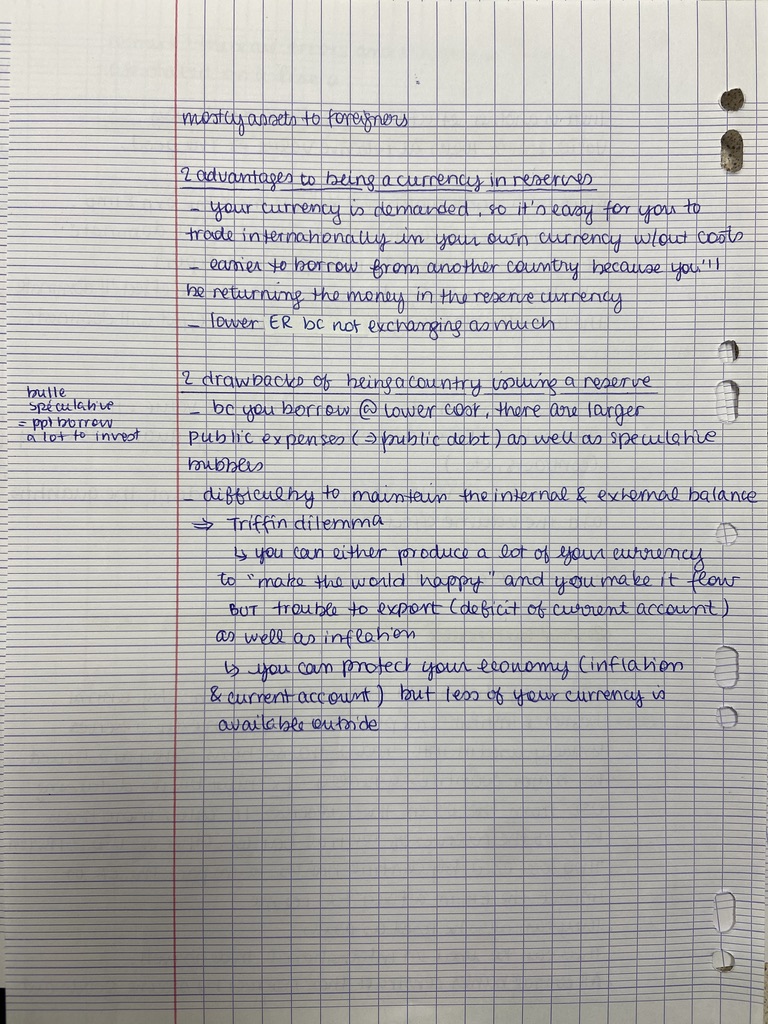 mostly assets to foreigners
2 advantages to being a currency in reserves
- your currency is demanded, so it's easy for you to
trade internationally in your own currency w/out costs
- easier to borrow from another country because you'll
be returning the money in the reserve currency
- lower ER bc not exchanging as much
2 drawbacks of being a country issuing a reserve
bulle
spéculative
= ppl borrow
a lot to invest
- bc you borrow @ lower cost, there are larger
public expenses (⇒ public debt) as well as speculative
bubbles
- difficulty to maintain the internal & external balance
⇒ Triffin dilemma
↳ you can either produce a lot of your currency
to "make the world happy" and you make it flow
BUT trouble to export (deficit of current account)
as well as inflation
↳ you can protect your economy (inflation
& current account) but less of your currency is
available outside